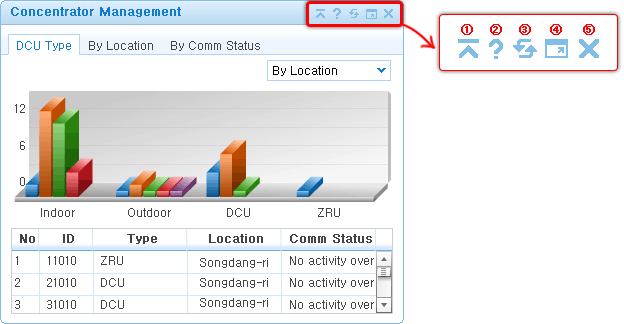 Concentrator Management
① ② ③ ④ ⑤
DCU Type By Location By Comm Status
By Location
12
6
0
Indoor Outdoor DCU ZRU
No ID Type Location Comm Status
1 11010 ZRU Songdang-ri No activity over
2 21010 DCU Songdang-ri No activity over
3 31010 DCU Songdang-ri No activity over